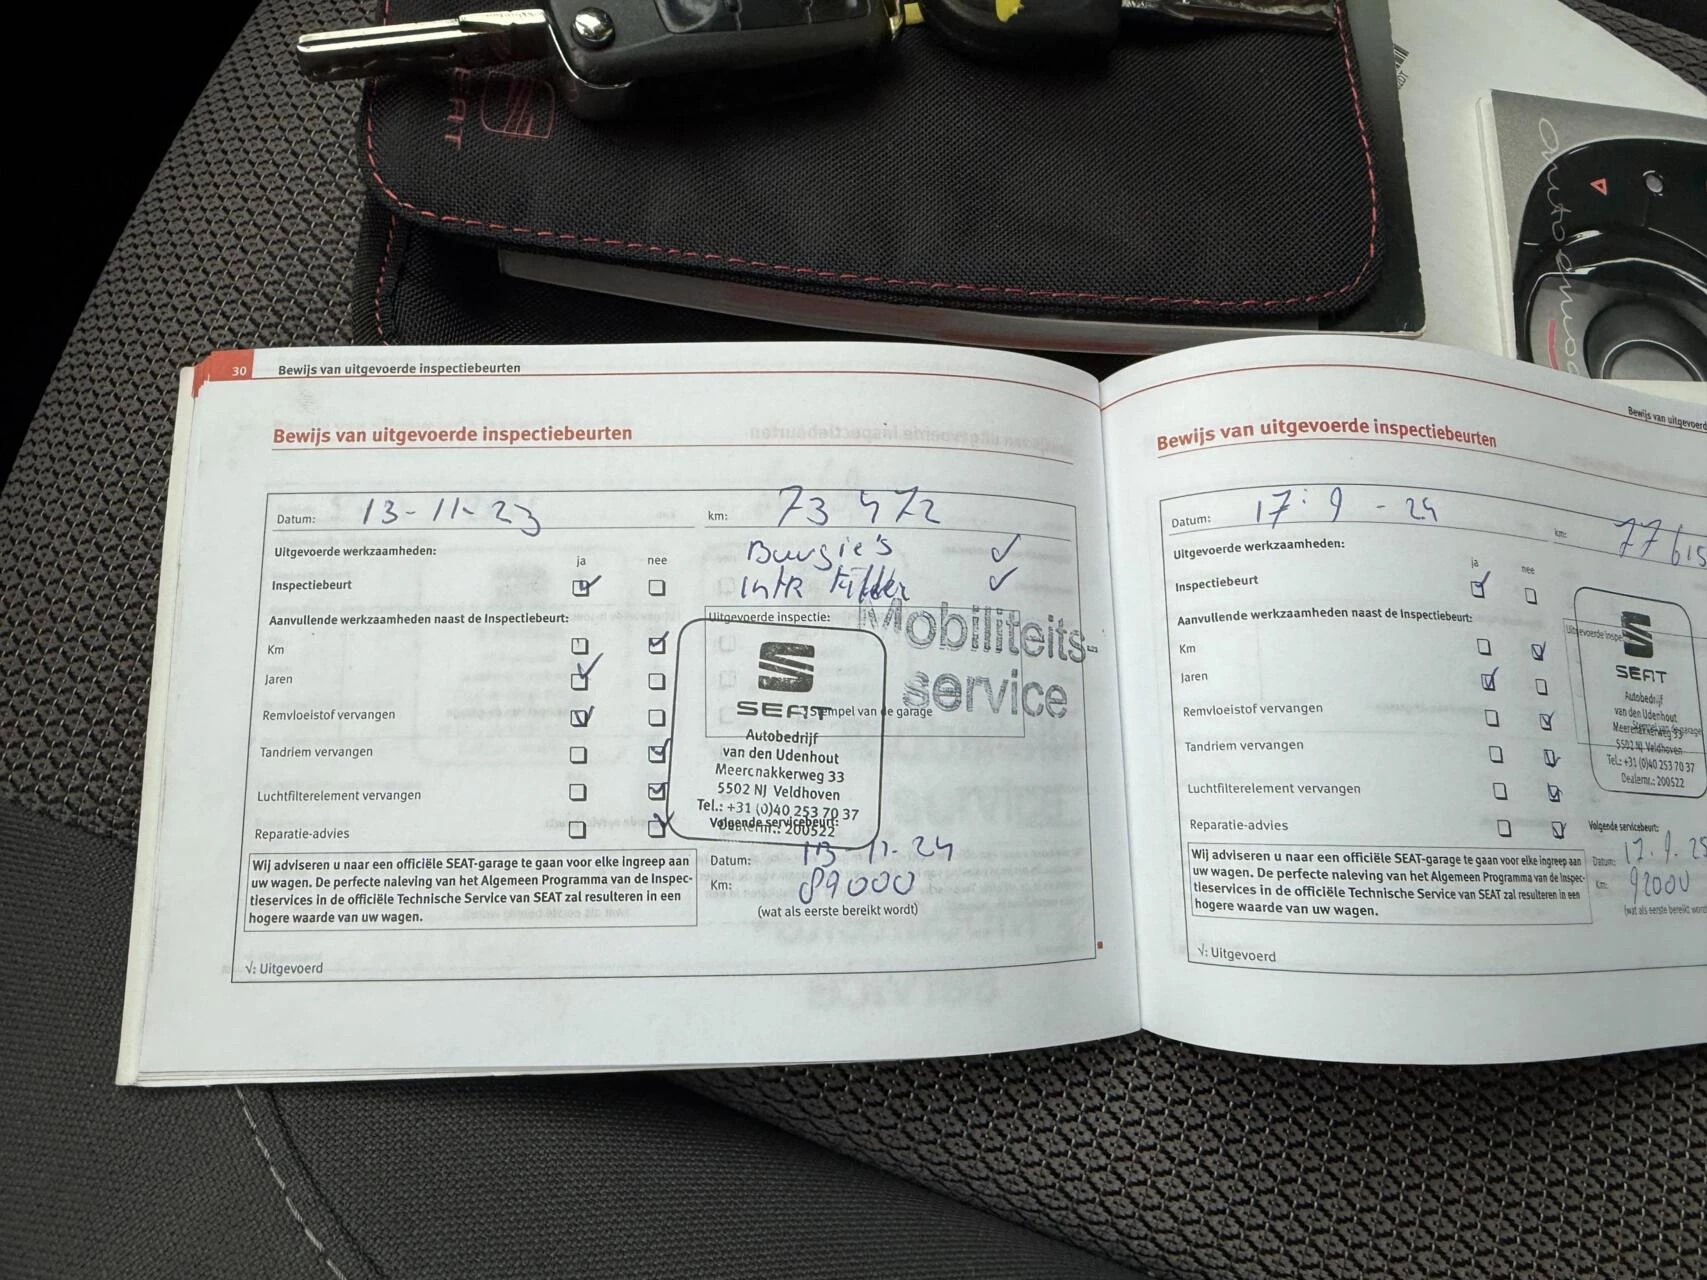 SEAT
automoc
30 Bewijs van uitgevoerde inspectiebeurten
Bewijs van uitgevoerde inspectiebeurten
Datum: 13-11-23 km: 73 472
Uitgevoerde werkzaamheden: ja nee
Bougie's ✓
Inspectiebeurt
Intr filter ✓
Aanvullende werkzaamheden naast de Inspectiebeurt:
Uitgevoerde inspectie:
Mobiliteits-
service
Km
Jaren
Remvloeistof vervangen
Tandriem vervangen
Luchtfilterelement vervangen
Reparatie-advies
SEAT
Stempel van de garage
Autobedrijf
van den Udenhout
Meerenakkerweg 33
5502 NJ Veldhoven
Tel.: +31 (0)40 253 70 37
Dealernr.: 200522
Volgende servicebeurt:
Datum: 13 11-24
Km: 89000
(wat als eerste bereikt wordt)
Wij adviseren u naar een officiële SEAT-garage te gaan voor elke ingreep aan
uw wagen. De perfecte naleving van het Algemeen Programma van de Inspec-
tieservices in de officiële Technische Service van SEAT zal resulteren in een
hogere waarde van uw wagen.
√: Uitgevoerd
Bewijs van uitgevoerd
Bewijs van uitgevoerde inspectiebeurten
Datum: 17-9-24 km: 77615
Uitgevoerde werkzaamheden: ja nee
Inspectiebeurt
Aanvullende werkzaamheden naast de Inspectiebeurt:
Uitgevoerde inspe
Km
Jaren
Remvloeistof vervangen
Tandriem vervangen
Luchtfilterelement vervangen
Reparatie-advies
SEAT
Autobedrijf
van den Udenhout
Meerenakkerweg 33
Stempel van de garage
5502 NJ Veldhoven
Tel.: +31 (0)40 253 70 37
Dealernr.: 200522
Volgende servicebeurt:
Datum: 17.9.25
Km: 92000
(wat als eerste bereikt word
Wij adviseren u naar een officiële SEAT-garage te gaan voor elke ingreep aan
uw wagen. De perfecte naleving van het Algemeen Programma van de Inspec-
tieservices in de officiële Technische Service van SEAT zal resulteren in een
hogere waarde van uw wagen.
√: Uitgevoerd